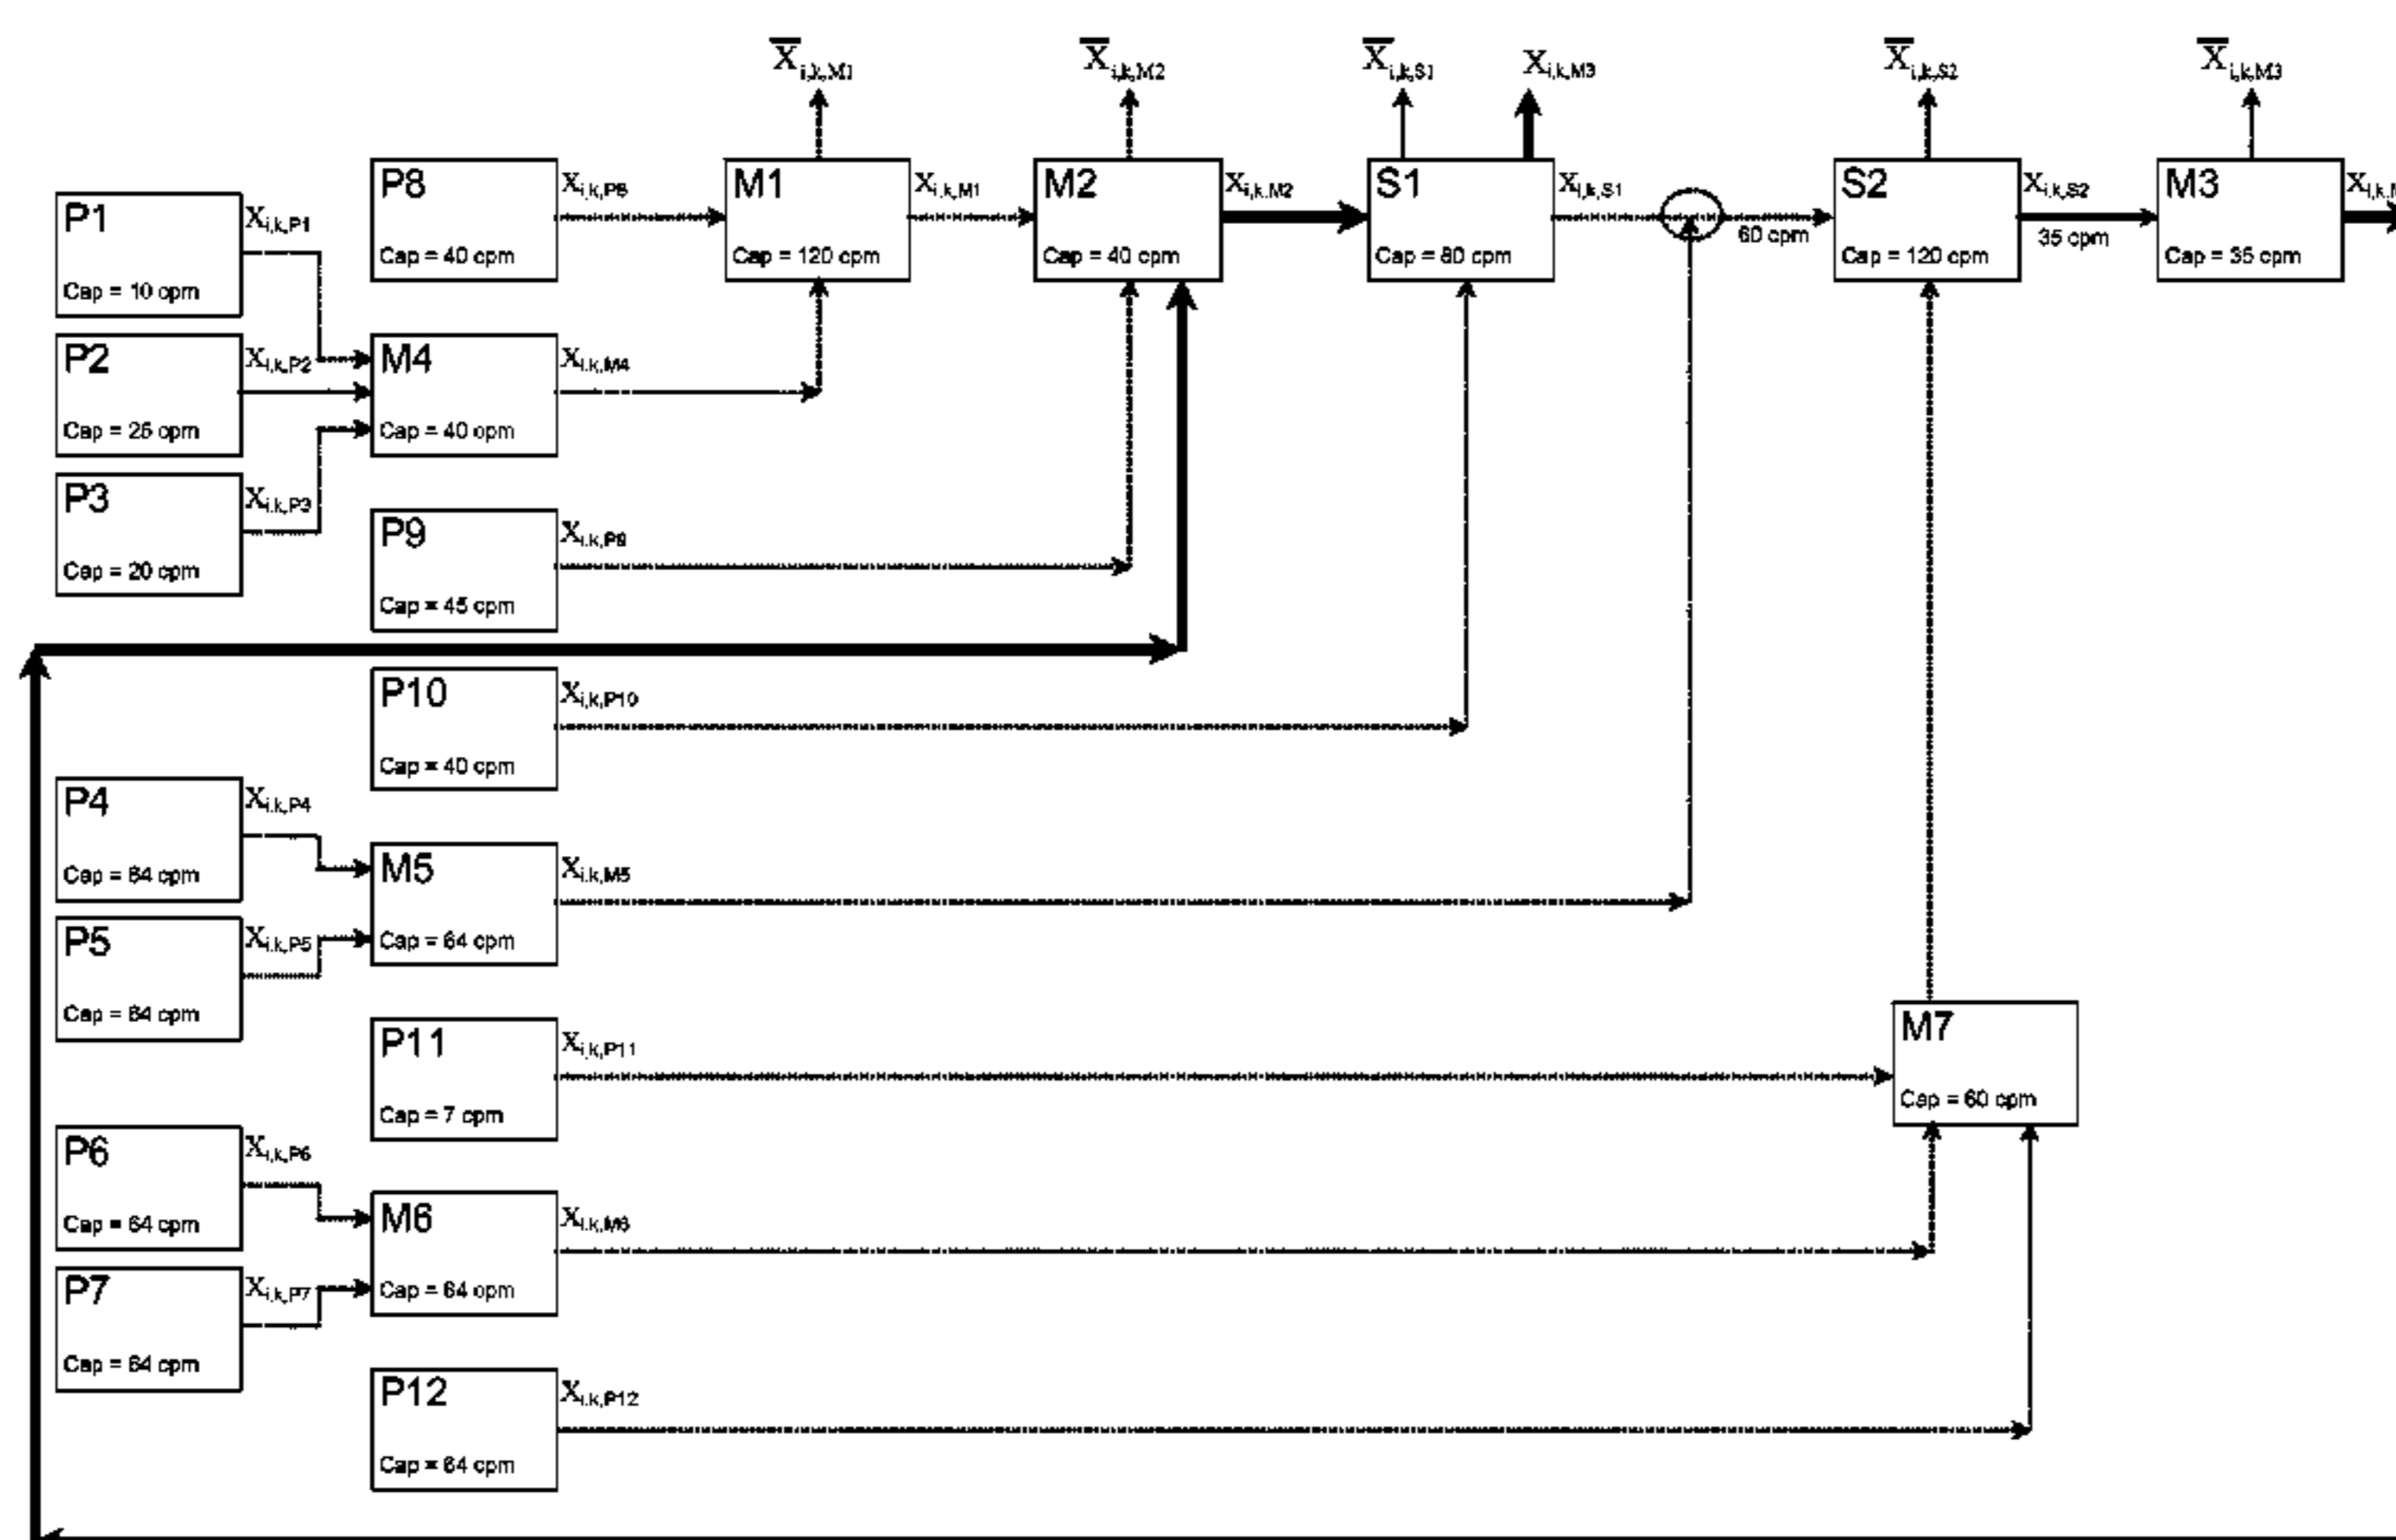 X̅i,k,M1
X̅i,k,M2
X̅i,k,S1
Xi,k,M3
X̅i,k,S2
X̅i,k,M3
P1
Cap = 10 cpm
Xi,k,P1
P8
Cap = 40 cpm
Xi,k,P8
M1
Cap = 120 cpm
Xi,k,M1
M2
Cap = 40 cpm
Xi,k,M2
S1
Cap = 80 cpm
Xi,k,S1
60 cpm
S2
Cap = 120 cpm
Xi,k,S2
35 cpm
M3
Cap = 35 cpm
Xi,k,M
P2
Cap = 25 cpm
Xi,k,P2
M4
Cap = 40 cpm
Xi,k,M4
P3
Cap = 20 cpm
Xi,k,P3
P9
Cap = 45 cpm
Xi,k,P9
P10
Cap = 40 cpm
Xi,k,P10
P4
Cap = 64 cpm
Xi,k,P4
M5
Cap = 64 cpm
Xi,k,M5
P5
Cap = 64 cpm
Xi,k,P5
P11
Cap = 7 cpm
Xi,k,P11
M7
Cap = 60 cpm
P6
Cap = 64 cpm
Xi,k,P6
M6
Cap = 64 cpm
Xi,k,M6
P7
Cap = 64 cpm
Xi,k,P7
P12
Cap = 64 cpm
Xi,k,P12